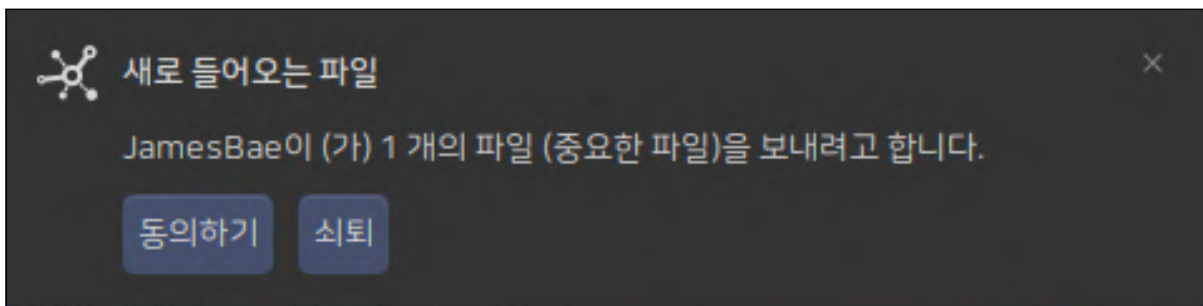 새로 들어오는 파일
JamesBae이 (가) 1 개의 파일 (중요한 파일)을 보내려고 합니다.
동의하기 쇠퇴